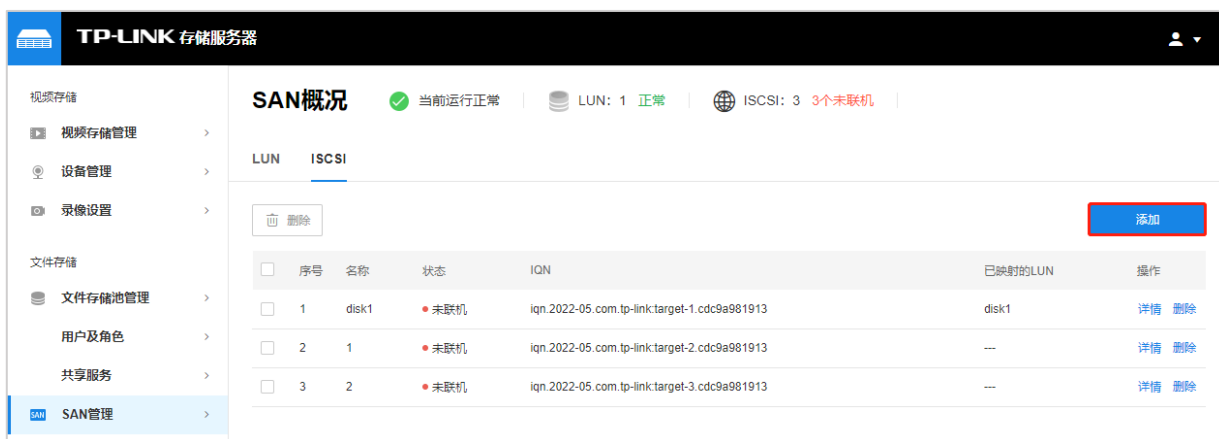 TP-LINK 存储服务器
视频存储
视频存储管理
设备管理
录像设置
文件存储
文件存储池管理
用户及角色
共享服务
SAN
SAN管理
SAN概况 当前运行正常 LUN: 1 正常 ISCSI: 3 3个未联机
LUN ISCSI
删除 添加
序号 名称 状态 IQN 已映射的LUN 操作
1 disk1 未联机 iqn.2022-05.com.tp-link:target-1.cdc9a981913 disk1 详情 删除
2 1 未联机 iqn.2022-05.com.tp-link:target-2.cdc9a981913 --- 详情 删除
3 2 未联机 iqn.2022-05.com.tp-link:target-3.cdc9a981913 --- 详情 删除